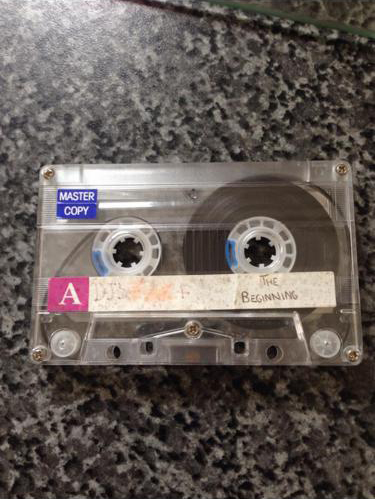 MASTER
COPY
A
THE
BEGINNING